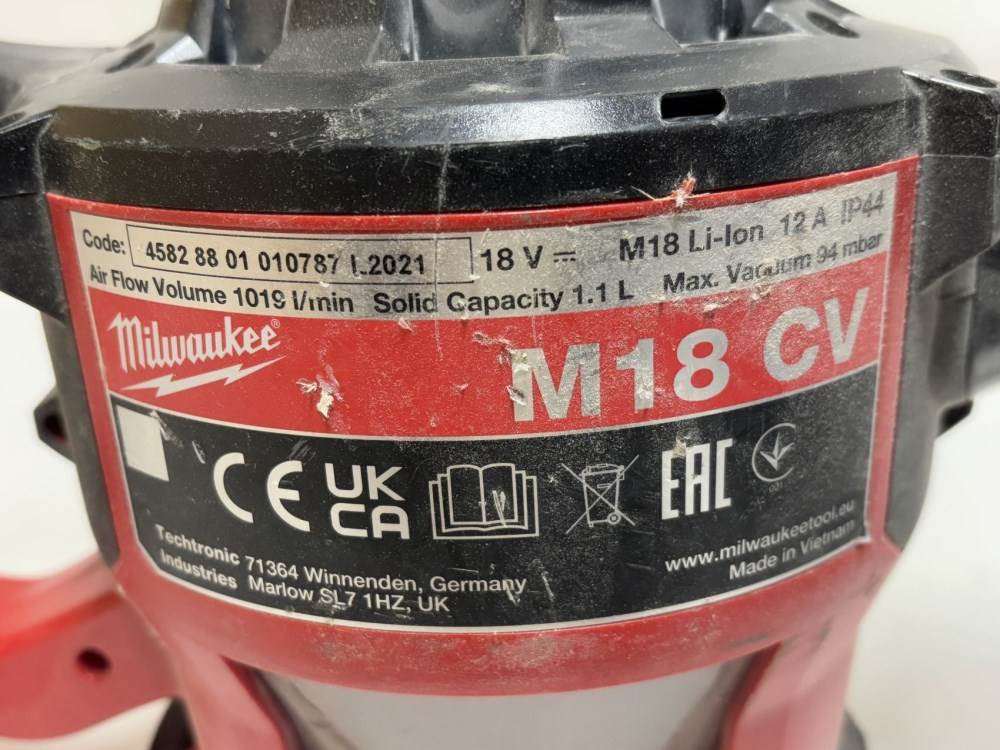 Code: 4582 88 01 010787 L2021 18 V M18 Li-Ion 12 A IP44
Air Flow Volume 1019 l/min Solid Capacity 1.1 L Max. Vacuum 94 mbar
Milwaukee®
M18 CV
CE UK CA EAC
Techtronic Industries
71364 Winnenden, Germany
Marlow SL7 1HZ, UK
www.milwaukeetool.eu
Made in Vietnam